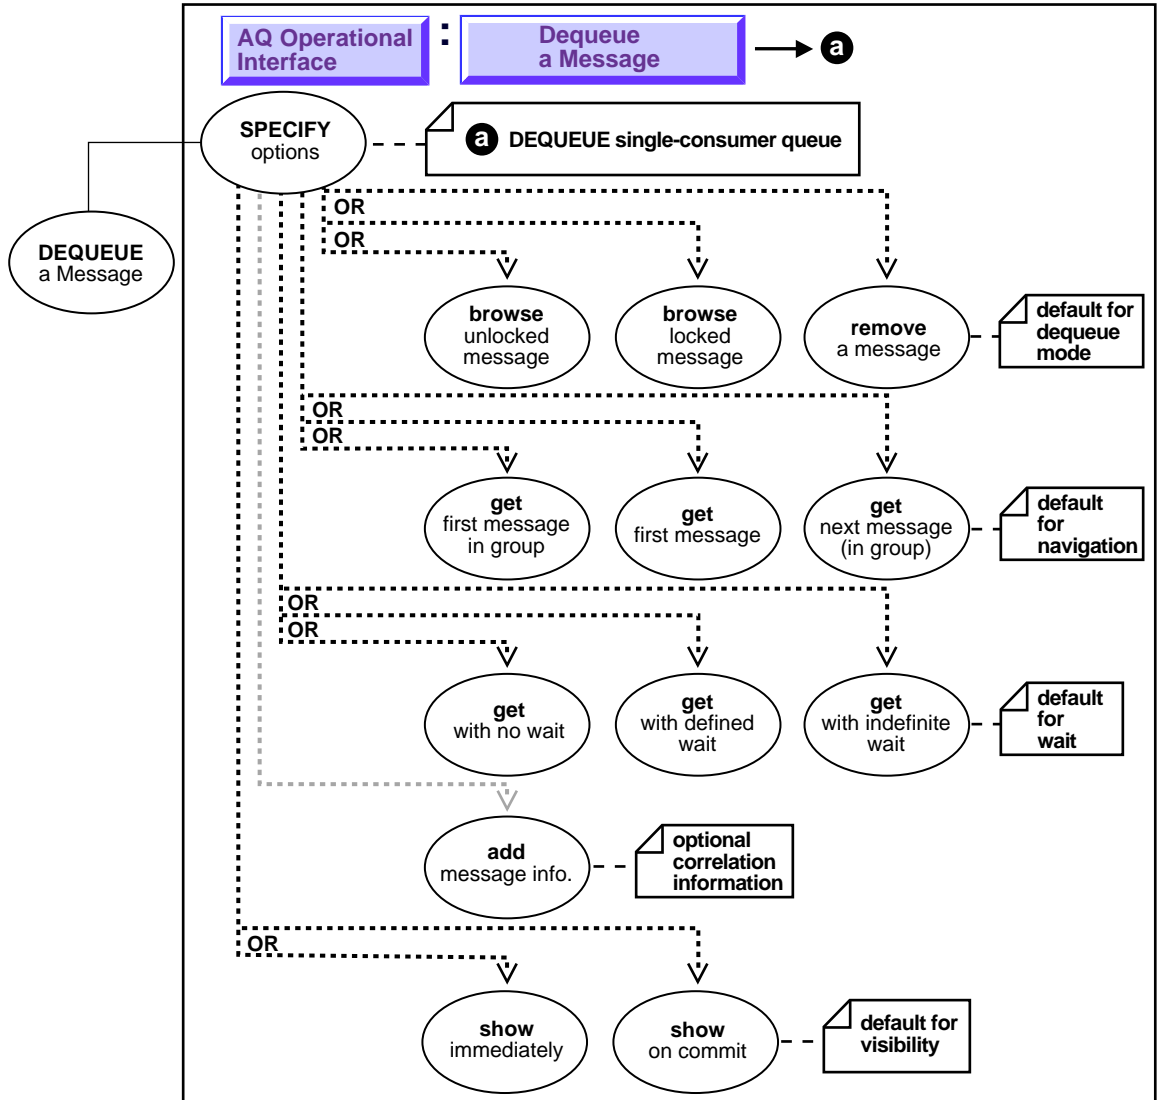 AQ Operational
Interface
:
Dequeue
a Message
a
SPECIFY
options
a DEQUEUE single-consumer queue
DEQUEUE
a Message
OR
OR
browse
unlocked
message
browse
locked
message
remove
a message
default for
dequeue
mode
OR
OR
get
first message
in group
get
first message
get
next message
(in group)
default
for
navigation
OR
OR
get
with no wait
get
with defined
wait
get
with indefinite
wait
default
for
wait
add
message info.
optional
correlation
information
OR
show
immediately
show
on commit
default for
visibility